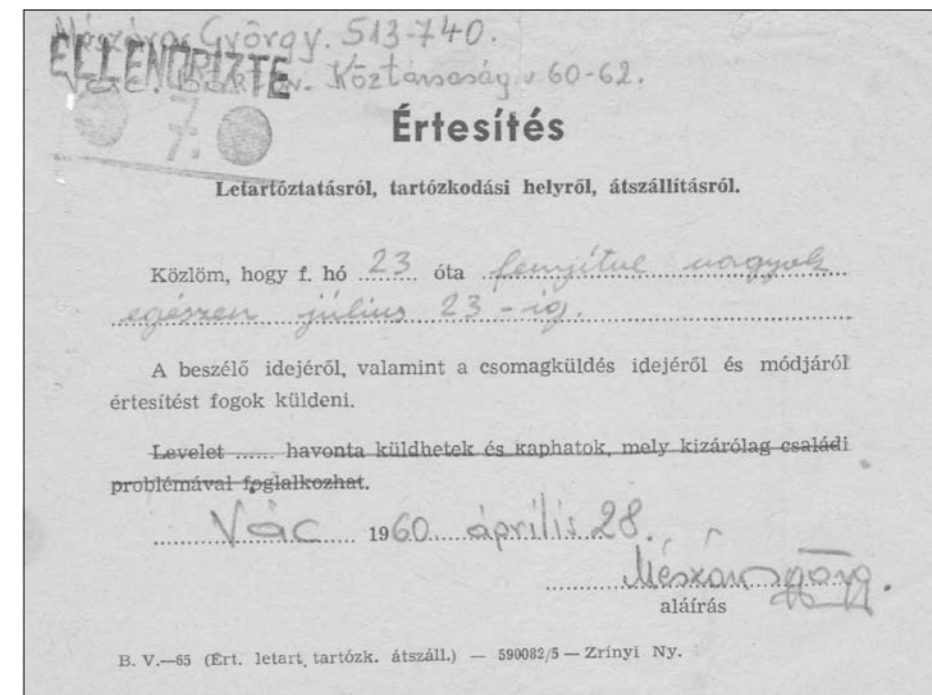 Mészáros György. 513-740.
ELLENŐRIZTE
Köztársaság u 60-62.
7.
Értesítés
Letartóztatásról, tartózkodási helyről, átszállításról.
Közlöm, hogy f. hó 23 óta fenyítve vagyok
egészen július 23-ig.
A beszélő idejéről, valamint a csomagküldés idejéről és módjáról
értesítést fogok küldeni.
Levelet ...... havonta küldhetek és kaphatok, mely kizárólag családi
problémával foglalkozhat.
Vác 1960. április 28.
Mészáros György.
aláírás
B. V.—65 (Ért. letart. tartózk. átszáll.) — 590082/5 — Zrínyi Ny.